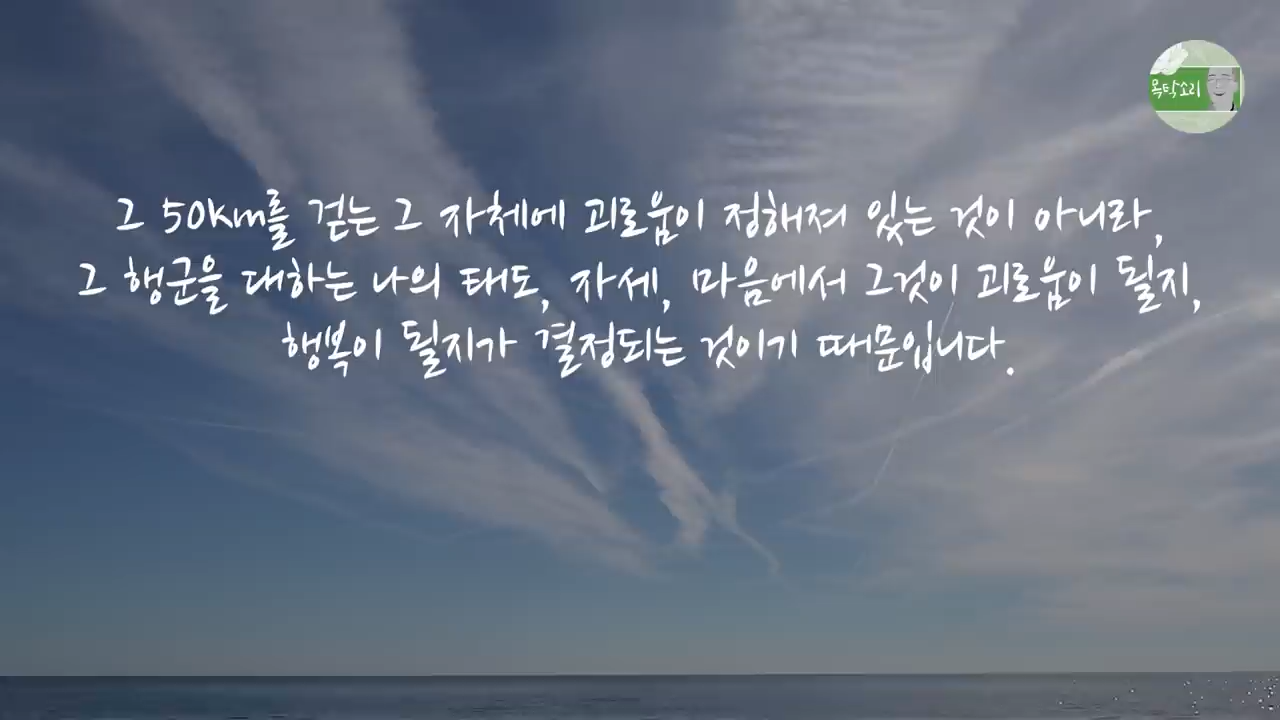 목탁소리
그 50km를 걷는 그 자체에 괴로움이 정해져 있는 것이 아니라,
그 행군을 대하는 나의 태도, 자세, 마음에서 그것이 괴로움이 될지,
행복이 될지가 결정되는 것이기 때문입니다.